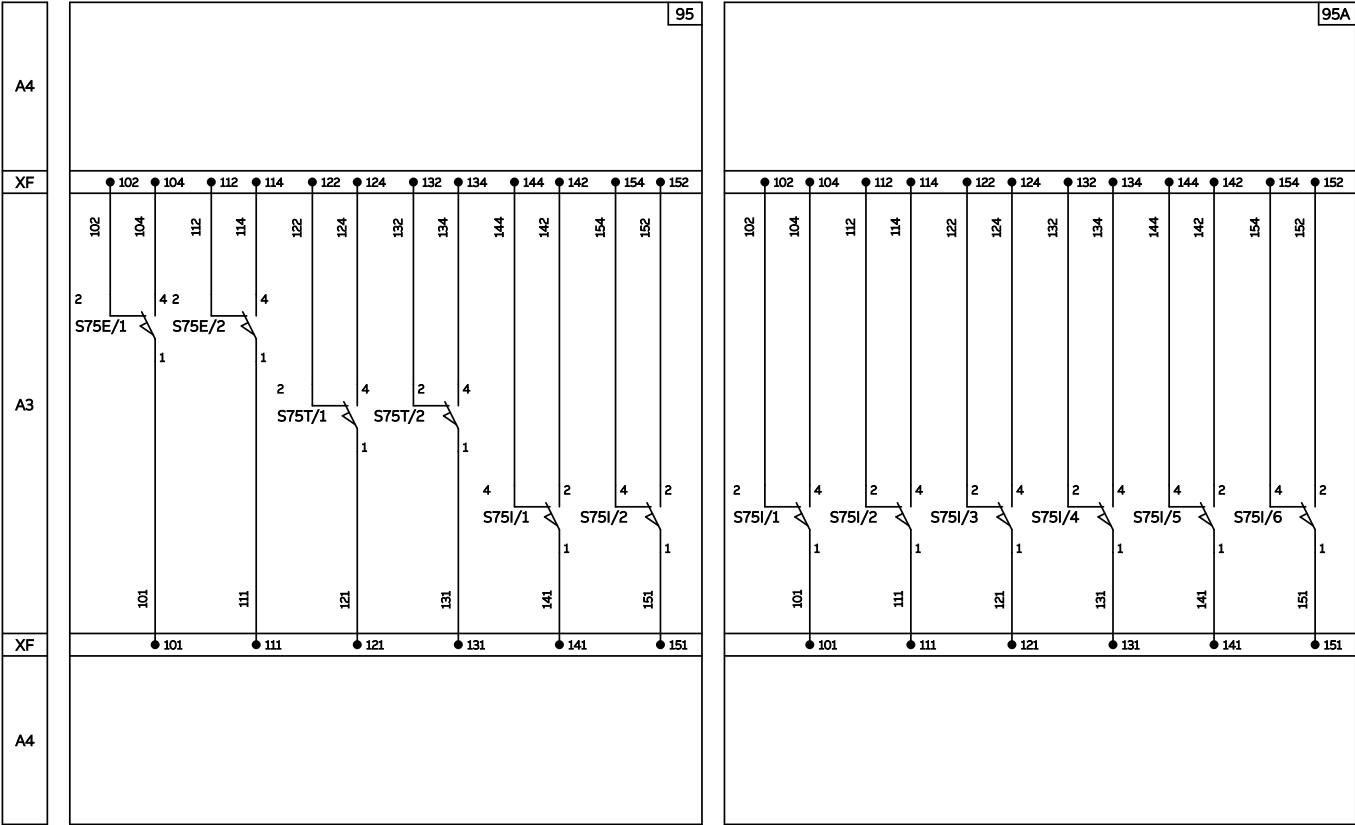 95 95A
A4
XF 102 104 112 114 122 124 132 134 144 142 154 152 102 104 112 114 122 124 132 134 144 142 154 152
102 104 112 114 122 124 132 134 144 142 154 152 102 104 112 114 122 124 132 134 144 142 154 152
2 4 2 4
S75E/1 S75E/2
1 1
2 4 2 4
A3
S75T/1 S75T/2
1 1
4 2 4 2 2 4 2 4 2 4 2 4 4 2 4 2
S75I/1 S75I/2 S75I/1 S75I/2 S75I/3 S75I/4 S75I/5 S75I/6
1 1 1 1 1 1 1 1
101 111 121 131 141 151 101 111 121 131 141 151
XF 101 111 121 131 141 151 101 111 121 131 141 151
A4